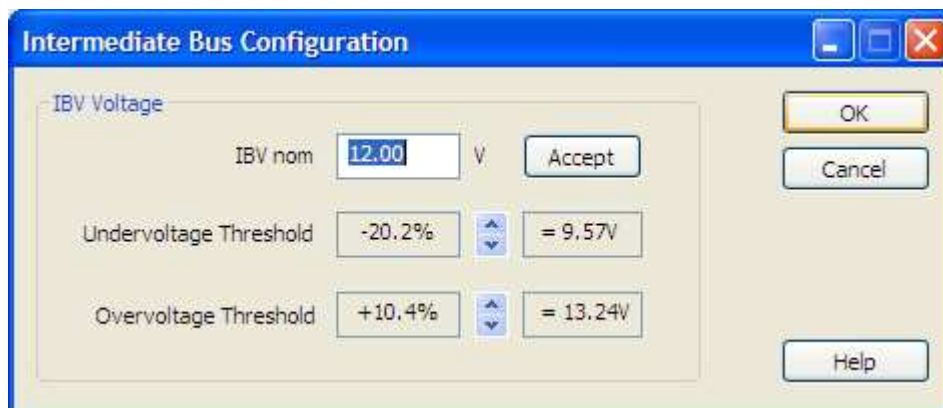 Intermediate Bus Configuration
IBV Voltage
IBV nom 12.00 V Accept
Undervoltage Threshold -20.2% = 9.57V
Overvoltage Threshold +10.4% = 13.24V
OK
Cancel
Help